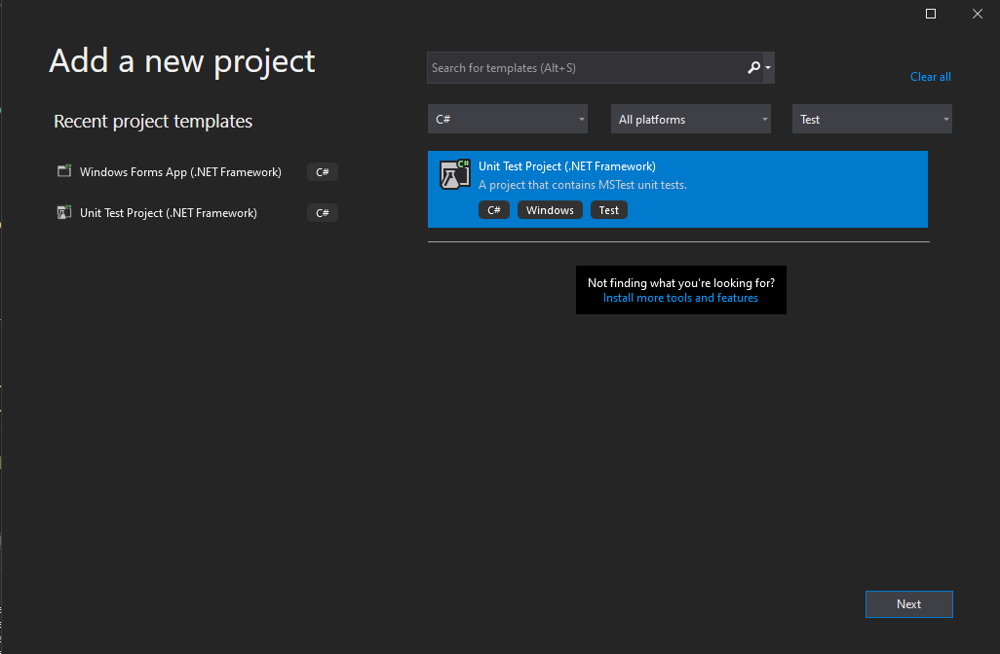 Add a new project
Search for templates (Alt+S)
Clear all
Recent project templates
C#
All platforms
Test
Windows Forms App (.NET Framework)
C#
Unit Test Project (.NET Framework)
C#
C#
Unit Test Project (.NET Framework)
A project that contains MSTest unit tests.
C#
Windows
Test
Not finding what you're looking for?
Install more tools and features
Next